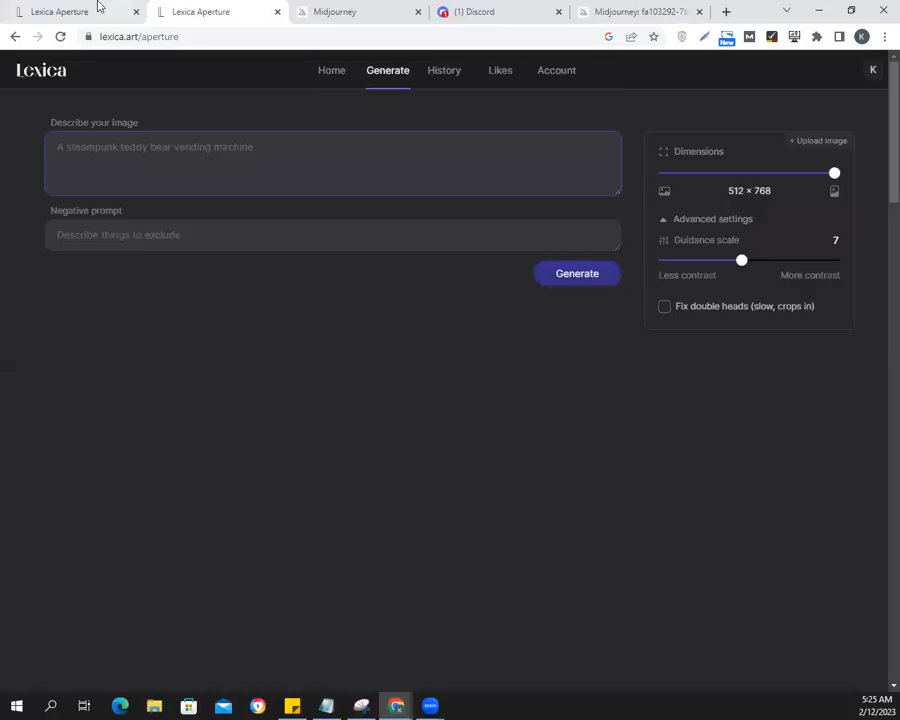 Lexica Aperture
Lexica Aperture
Midjourney
(1) Discord
Midjourney: fa103292-7
lexica.art/aperture
New
M
K
Lexica
Home
Generate
History
Likes
Account
K
Describe your image
A steampunk teddy bear vending machine
Negative prompt
Describe things to exclude
Generate
+ Upload image
Dimensions
512 × 768
Advanced settings
Guidance scale
7
Less contrast
More contrast
Fix double heads (slow, crops in)
zoom
5:25 AM
2/12/2023